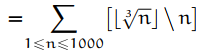 = ∑_{1⩽n⩽1000} [⌊∛n⌋ \ n]